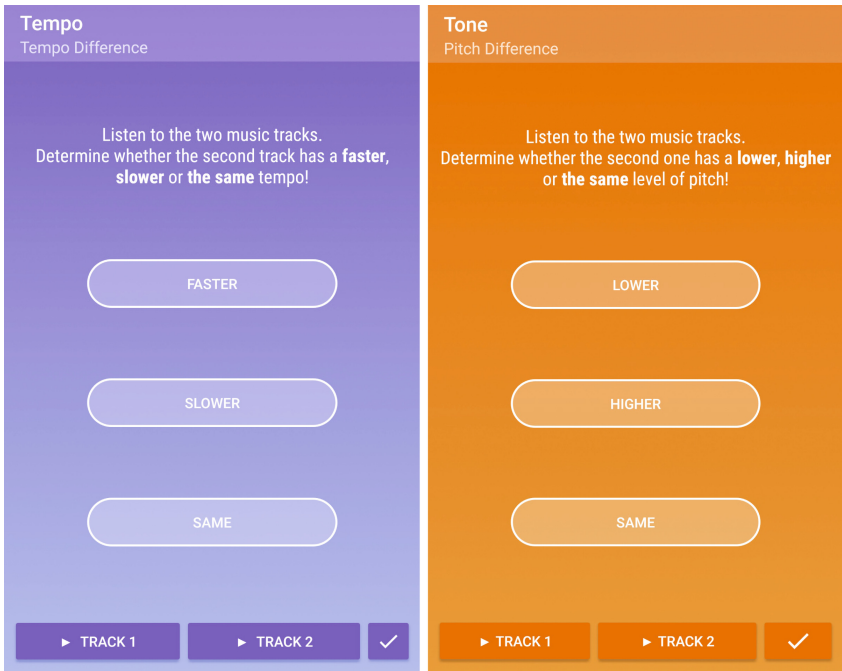 Tempo
Tempo Difference
Listen to the two music tracks.
Determine whether the second track has a faster,
slower or the same tempo!
FASTER
SLOWER
SAME
► TRACK 1
► TRACK 2
Tone
Pitch Difference
Listen to the two music tracks.
Determine whether the second one has a lower, higher
or the same level of pitch!
LOWER
HIGHER
SAME
► TRACK 1
► TRACK 2